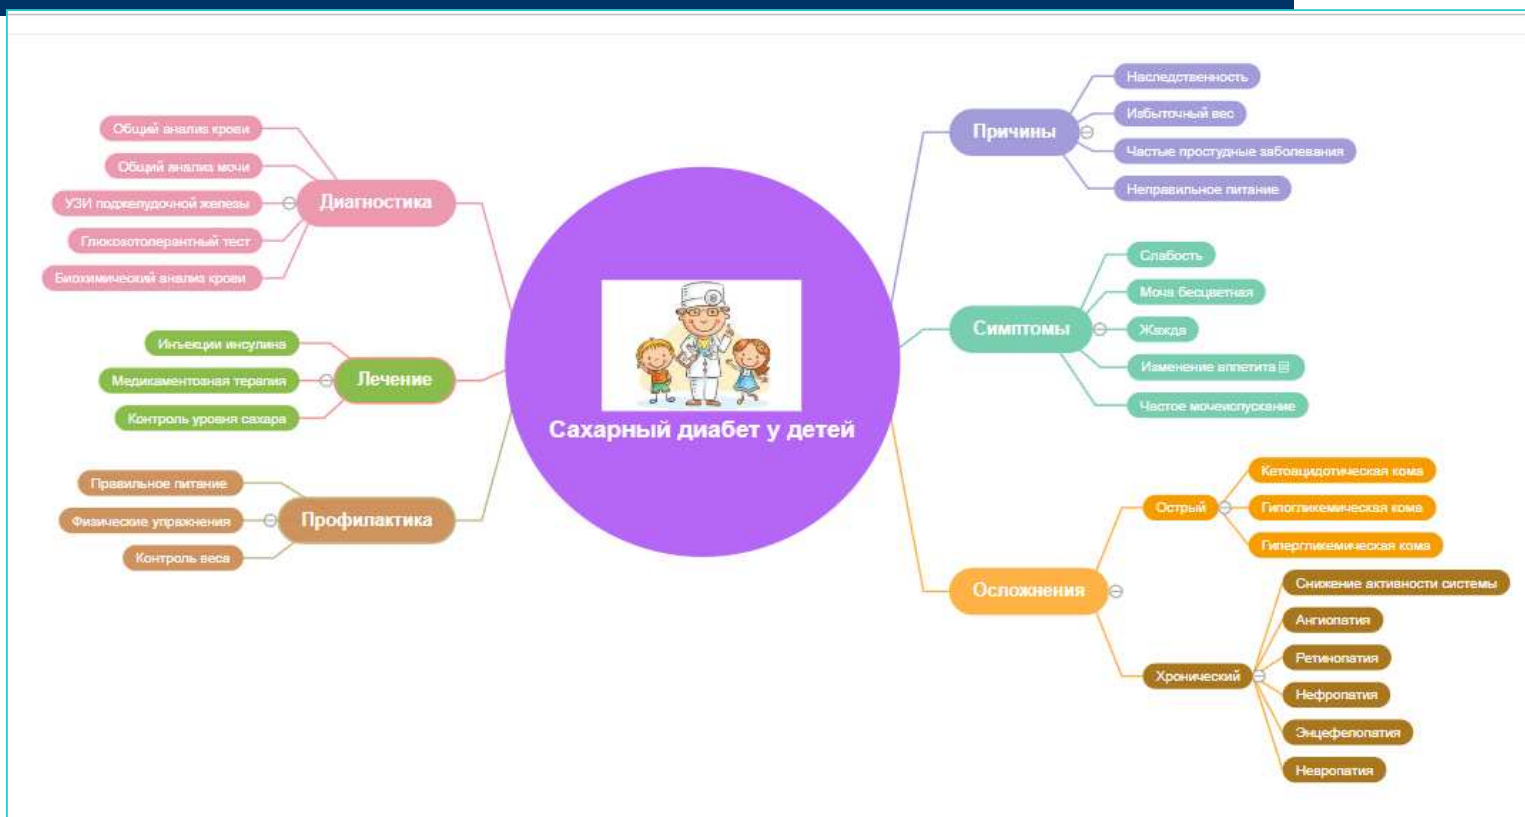 Сахарный диабет у детей
Причины
Наследственность
Избыточный вес
Частые простудные заболевания
Неправильное питание
Симптомы
Слабость
Моча бесцветная
Жажда
Изменение аппетита
Частое мочеиспускание
Осложнения
Острый
Кетоацидотическая кома
Гипогликемическая кома
Гипергликемическая кома
Хронический
Снижение активности системы
Ангиопатия
Ретинопатия
Нефропатия
Энцефелопатия
Невропатия
Диагностика
Общий анализ крови
Общий анализ мочи
УЗИ поджелудочной железы
Глюкозотолерантный тест
Биохимический анализ крови
Лечение
Инъекции инсулина
Медикаментозная терапия
Контроль уровня сахара
Профилактика
Правильное питание
Физические упражнения
Контроль веса